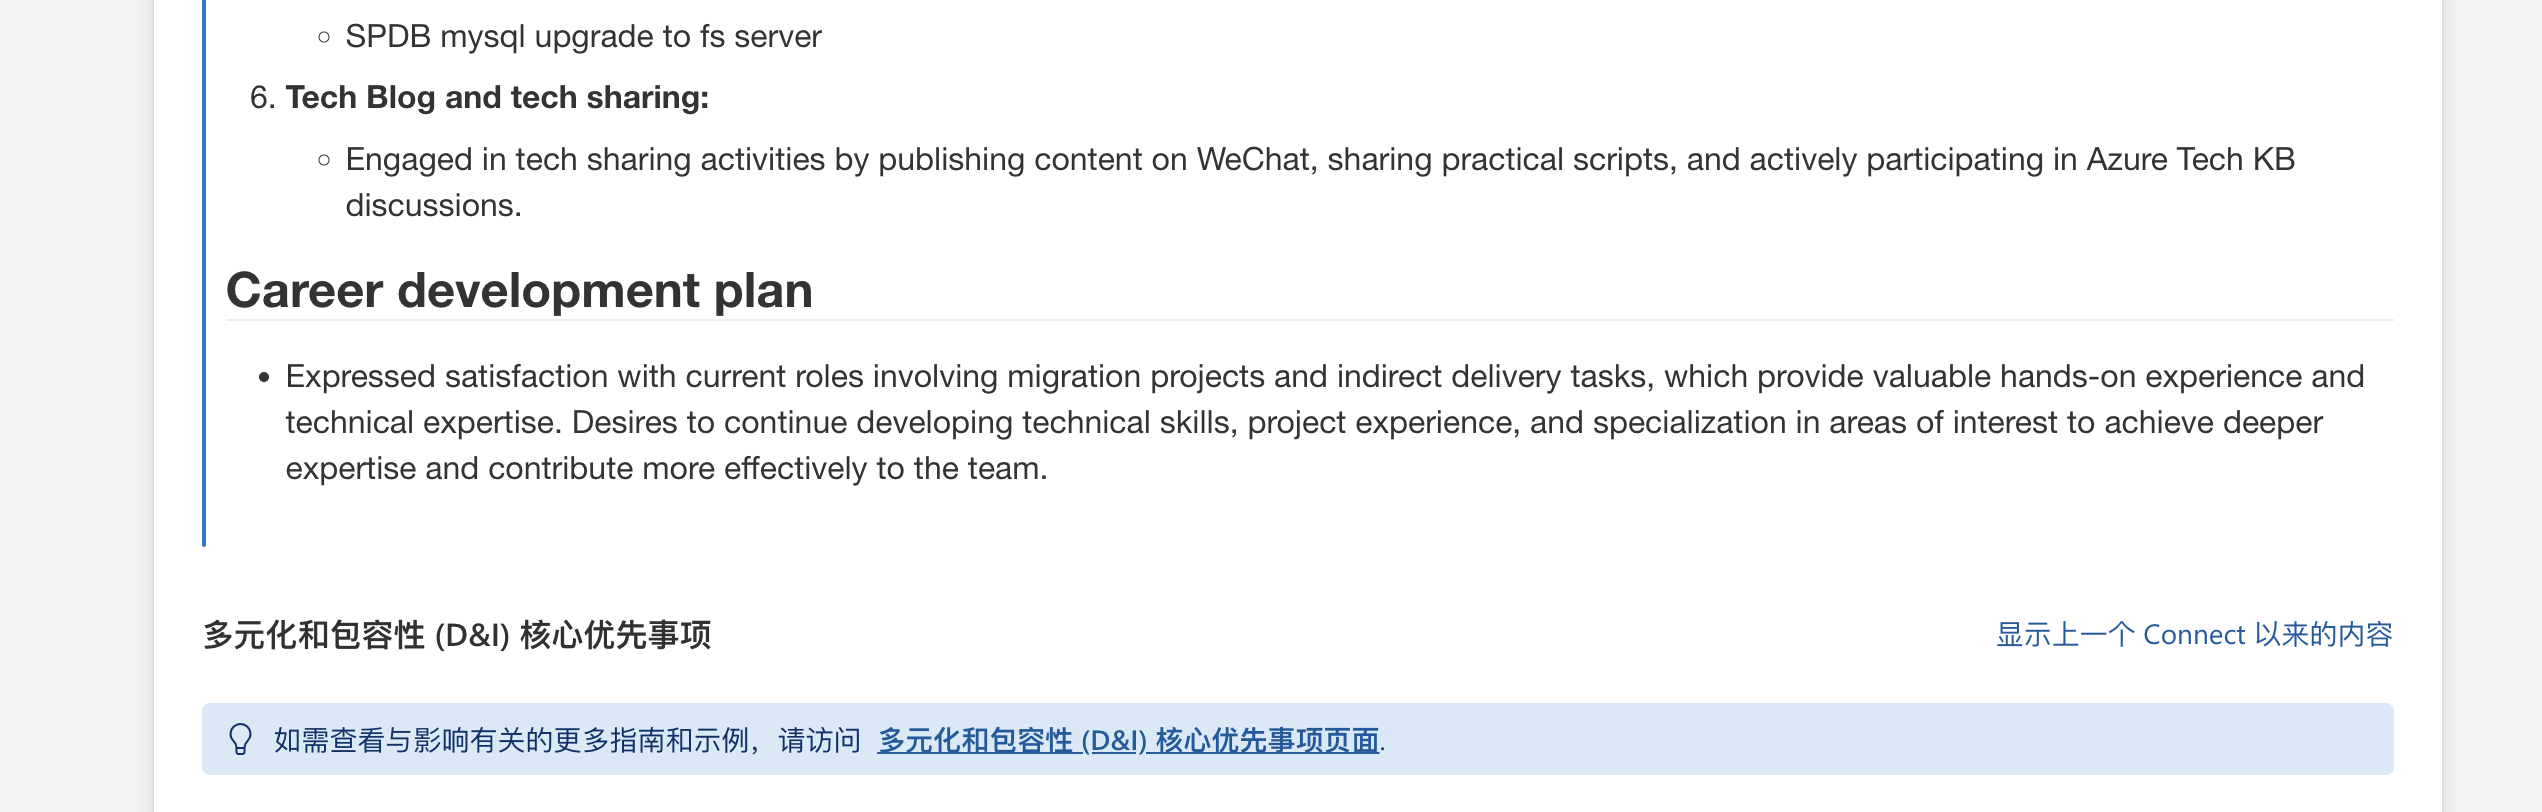 SPDB mysql upgrade to fs server
6. Tech Blog and tech sharing:
Engaged in tech sharing activities by publishing content on WeChat, sharing practical scripts, and actively participating in Azure Tech KB
discussions.
Career development plan
Expressed satisfaction with current roles involving migration projects and indirect delivery tasks, which provide valuable hands-on experience and
technical expertise. Desires to continue developing technical skills, project experience, and specialization in areas of interest to achieve deeper
expertise and contribute more effectively to the team.
多元化和包容性 (D&I) 核心优先事项
显示上一个 Connect 以来的内容
如需查看与影响有关的更多指南和示例，请访问 多元化和包容性 (D&I) 核心优先事项页面.